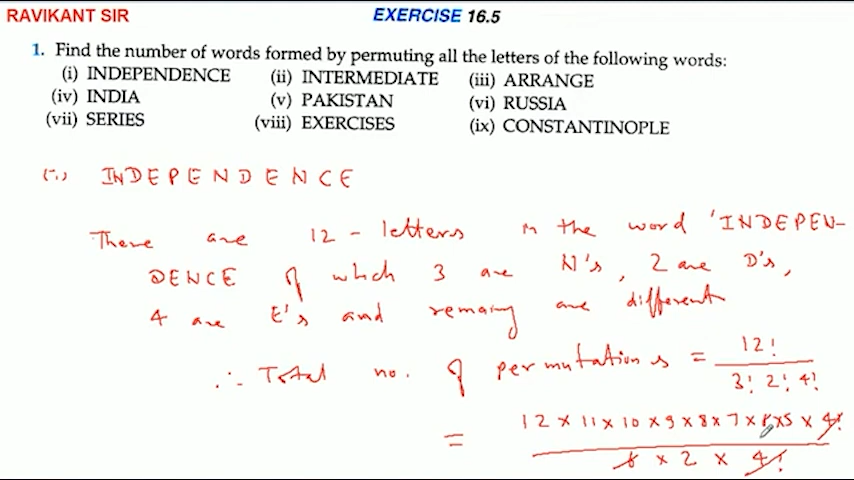 RAVIKANT SIR EXERCISE 16.5
1. Find the number of words formed by permuting all the letters of the following words:
(i) INDEPENDENCE (ii) INTERMEDIATE (iii) ARRANGE
(iv) INDIA (v) PAKISTAN (vi) RUSSIA
(vii) SERIES (viii) EXERCISES (ix) CONSTANTINOPLE
(i) INDEPENDENCE
There are 12 - letters in the word 'INDEPEN-
DENCE of which 3 are N's, 2 are D's,
4 are E's and remaing are different
∴ Total no. of permutations = 12! / 3! 2! 4!
= 12 × 11 × 10 × 9 × 8 × 7 × 6 × 5 × 4! / 6 × 2 × 4!